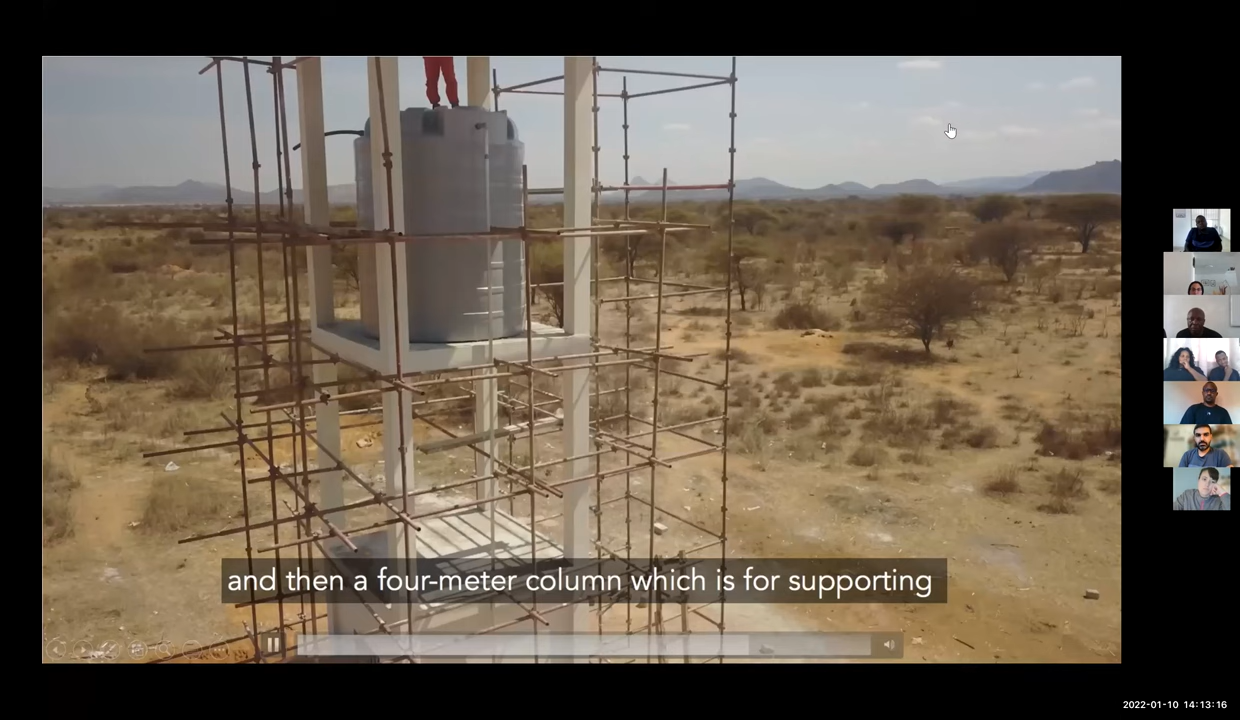 and then a four-meter column which is for supporting
2022-01-10 14:13:16